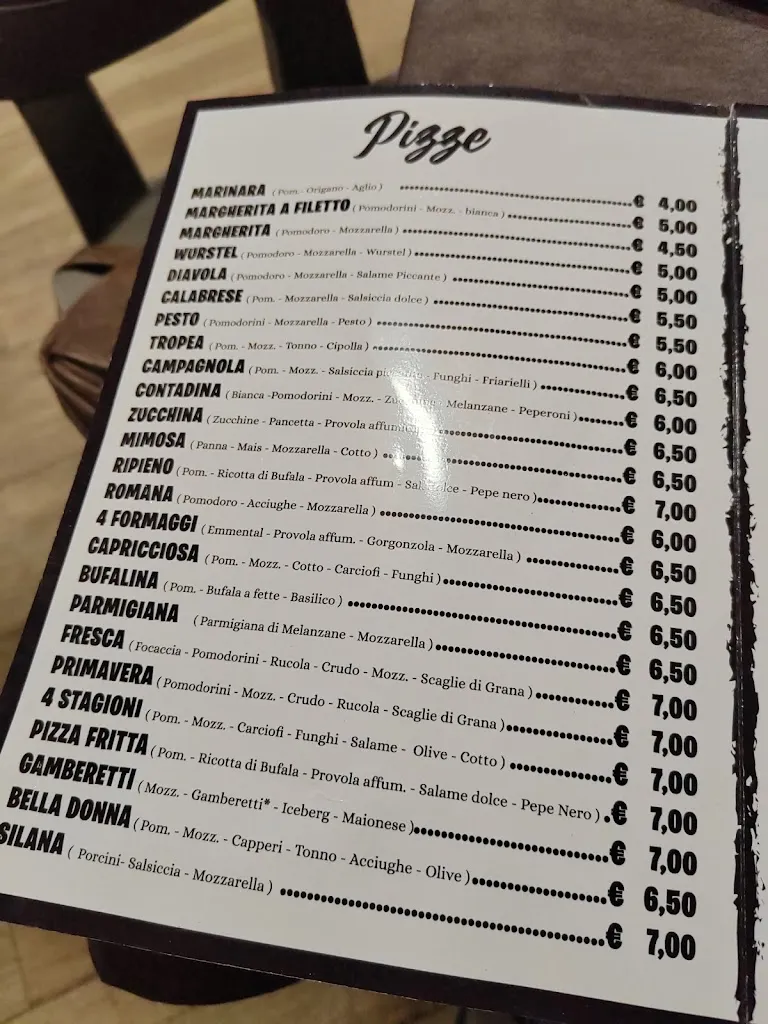 Pizze
MARINARA ( Pom. - Origano - Aglio ) € 4,00
MARGHERITA A FILETTO ( Pomodorini - Mozz. - bianca ) € 5,00
MARGHERITA ( Pomodoro - Mozzarella ) € 4,50
WURSTEL ( Pomodoro - Mozzarella - Wurstel ) € 5,00
DIAVOLA ( Pomodoro - Mozzarella - Salame Piccante ) € 5,00
CALABRESE ( Pom. - Mozzarella - Salsiccia dolce ) € 5,50
PESTO ( Pomodorini - Mozzarella - Pesto ) € 5,50
TROPEA ( Pom. - Mozz. - Tonno - Cipolla ) € 6,00
CAMPAGNOLA ( Pom. - Mozz. - Salsiccia - Funghi - Friarielli ) € 6,50
CONTADINA ( Bianca -Pomodorini - Mozz. - Melanzane - Peperoni ) € 6,00
ZUCCHINA ( Zucchine - Pancetta - Provola € 6,50
MIMOSA ( Panna - Mais - Mozzarella - Cotto ) € 6,50
RIPIENO ( Pom. - Ricotta di Bufala - Provola affum - - Pepe nero ) € 7,00
ROMANA ( Pomodoro - Acciughe - Mozzarella ) € 6,00
4 FORMAGGI ( Emmental - Provola affum. - Gorgonzola - Mozzarella ) € 6,50
CAPRICCIOSA ( Pom. - Mozz. - Cotto - Carciofi - Funghi ) € 6,50
BUFALINA ( Pom. - Bufala a fette - Basilico ) € 6,50
PARMIGIANA ( Parmigiana di Melanzane - Mozzarella ) € 6,50
FRESCA ( Focaccia - Pomodorini - Rucola - Crudo - Mozz. - Scaglie di Grana ) € 7,00
PRIMAVERA ( Pomodorini - Mozz. - Crudo - Rucola - Scaglie di Grana ) € 7,00
4 STAGIONI ( Pom. - Mozz. - Carciofi - Funghi - Salame - Olive - Cotto ) € 7,00
PIZZA FRITTA ( Pom. - Ricotta di Bufala - Provola affum. - Salame dolce - Pepe Nero ) € 7,00
GAMBERETTI ( Mozz. - Gamberetti* - Iceberg - Maionese ) € 7,00
BELLA DONNA ( Pom. - Mozz. - Capperi - Tonno - Acciughe - Olive ) € 6,50
SILANA ( Porcini- Salsiccia - Mozzarella ) € 7,00